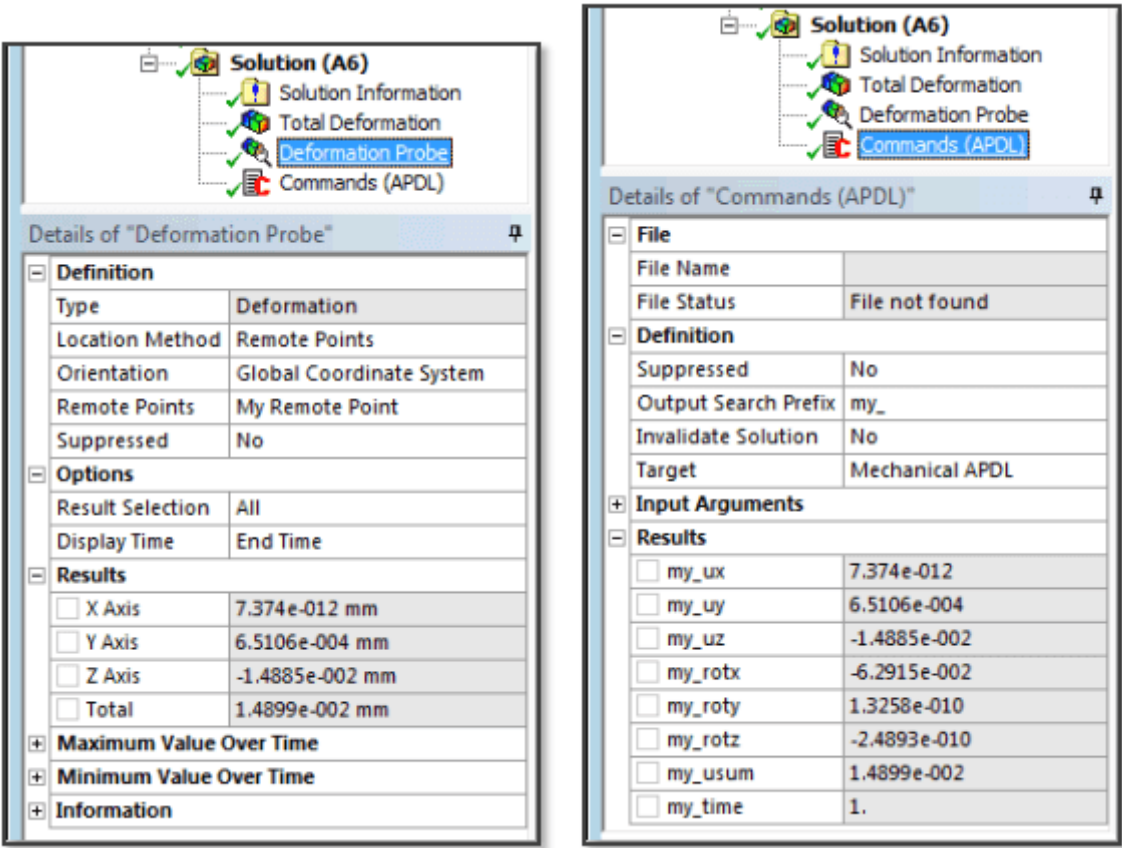 Solution (A6)
Solution Information
Total Deformation
Deformation Probe
Commands (APDL)
Details of "Deformation Probe"
Definition
Type Deformation
Location Method Remote Points
Orientation Global Coordinate System
Remote Points My Remote Point
Suppressed No
Options
Result Selection All
Display Time End Time
Results
X Axis 7.374e-012 mm
Y Axis 6.5106e-004 mm
Z Axis -1.4885e-002 mm
Total 1.4899e-002 mm
Maximum Value Over Time
Minimum Value Over Time
Information
Solution (A6)
Solution Information
Total Deformation
Deformation Probe
Commands (APDL)
Details of "Commands (APDL)"
File
File Name
File Status File not found
Definition
Suppressed No
Output Search Prefix my_
Invalidate Solution No
Target Mechanical APDL
Input Arguments
Results
my_ux 7.374e-012
my_uy 6.5106e-004
my_uz -1.4885e-002
my_rotx -6.2915e-002
my_roty 1.3258e-010
my_rotz -2.4893e-010
my_usum 1.4899e-002
my_time 1.